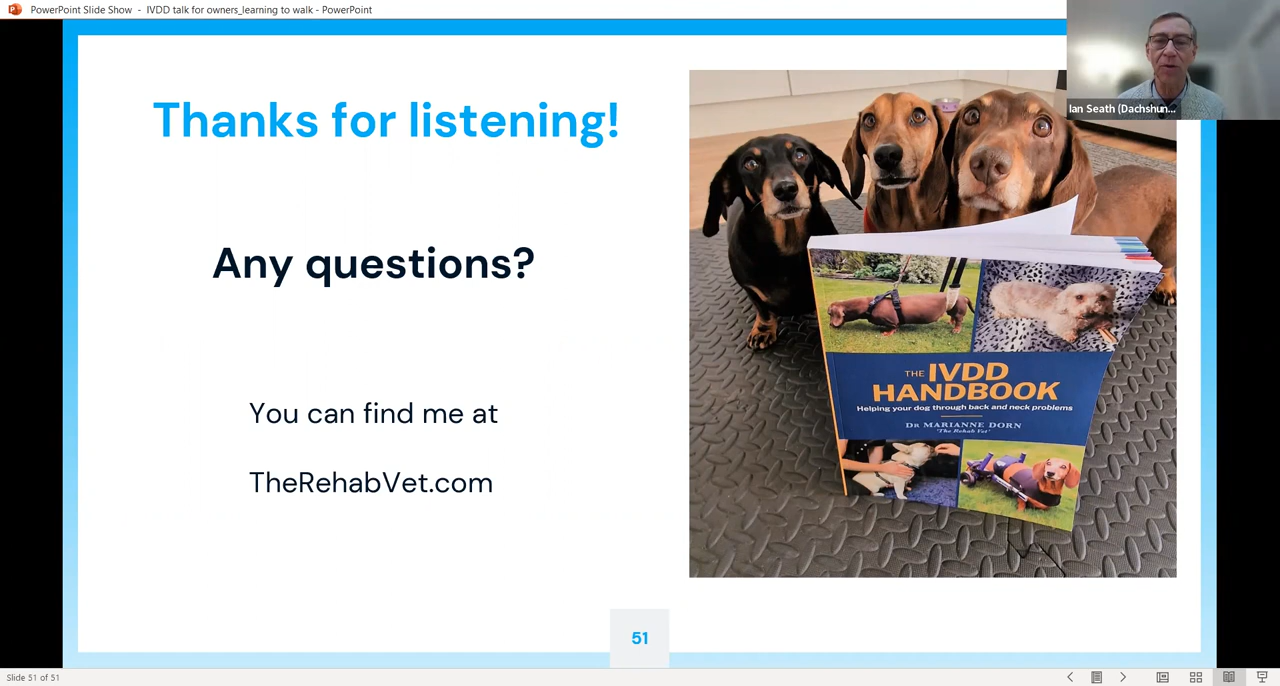 PowerPoint Slide Show - IVDD talk for owners_learning to walk - PowerPoint
Ian Seath (Dachshun...
Thanks for listening!
Any questions?
You can find me at
TheRehabVet.com
THE IVDD
HANDBOOK
Helping your dog through back and neck problems
DR MARIANNE DORN
'The Rehab Vet'
51
Slide 51 of 51